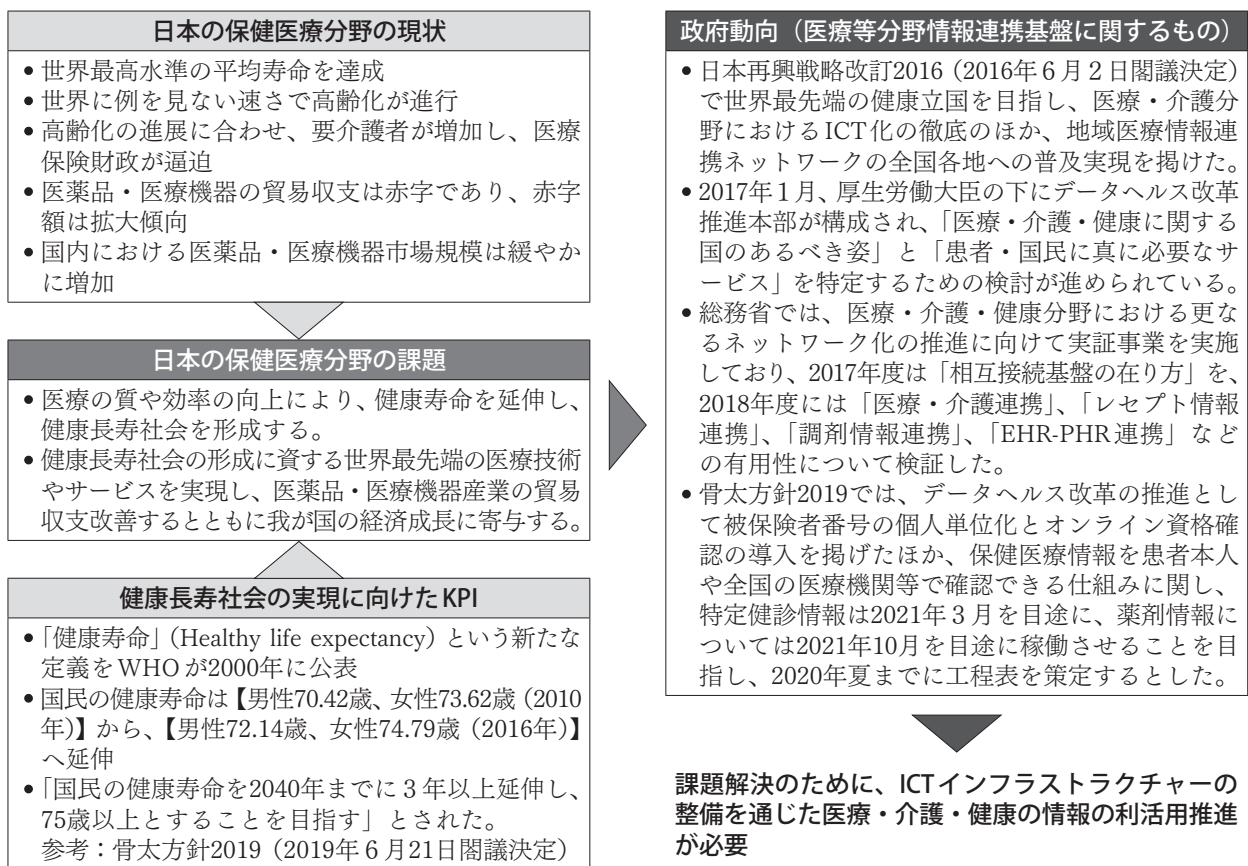 日本の保健医療分野の現状
●世界最高水準の平均寿命を達成
●世界に例を見ない速さで高齢化が進行
●高齢化の進展に合わせ、要介護者が増加し、医療
保険財政が逼迫
●医薬品・医療機器の貿易収支は赤字であり、赤字
額は拡大傾向
●国内における医薬品・医療機器市場規模は緩やか
に増加
日本の保健医療分野の課題
●医療の質や効率の向上により、健康寿命を延伸し、
健康長寿社会を形成する。
●健康長寿社会の形成に資する世界最先端の医療技術
やサービスを実現し、医薬品・医療機器産業の貿易
収支改善するとともに我が国の経済成長に寄与する。
健康長寿社会の実現に向けたKPI
●「健康寿命」(Healthy life expectancy) という新たな
定義をWHOが2000年に公表
●国民の健康寿命は【男性70.42歳、女性73.62歳（2010
年）】から、【男性72.14歳、女性74.79歳（2016年）】
へ延伸
●「国民の健康寿命を2040年までに３年以上延伸し、
75歳以上とすることを目指す」とされた。
参考：骨太方針2019（2019年６月21日閣議決定）
政府動向（医療等分野情報連携基盤に関するもの）
●日本再興戦略改訂2016（2016年６月２日閣議決定）
で世界最先端の健康立国を目指し、医療・介護分
野におけるICT化の徹底のほか、地域医療情報連
携ネットワークの全国各地への普及実現を掲げた。
●2017年１月、厚生労働大臣の下にデータヘルス改革
推進本部が構成され、「医療・介護・健康に関する
国のあるべき姿」と「患者・国民に真に必要なサ
ービス」を特定するための検討が進められている。
●総務省では、医療・介護・健康分野における更な
るネットワーク化の推進に向けて実証事業を実施
しており、2017年度は「相互接続基盤の在り方」を、
2018年度には「医療・介護連携」、「レセプト情報
連携」、「調剤情報連携」、「EHR-PHR連携」など
の有用性について検証した。
●骨太方針2019では、データヘルス改革の推進とし
て被保険者番号の個人単位化とオンライン資格確
認の導入を掲げたほか、保健医療情報を患者本人
や全国の医療機関等で確認できる仕組みに関し、
特定健診情報は2021年３月を目途に、薬剤情報に
ついては2021年10月を目途に稼働させることを目
指し、2020年夏までに工程表を策定するとした。
課題解決のために、ICTインフラストラクチャーの
整備を通じた医療・介護・健康の情報の利活用推進
が必要